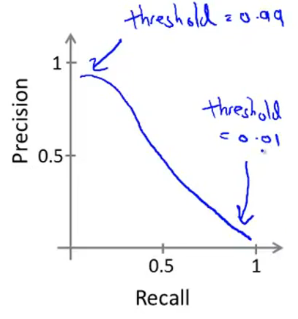 threshold = 0.99
1
Precision
threshold
= 0.01
0.5
0.5
1
Recall